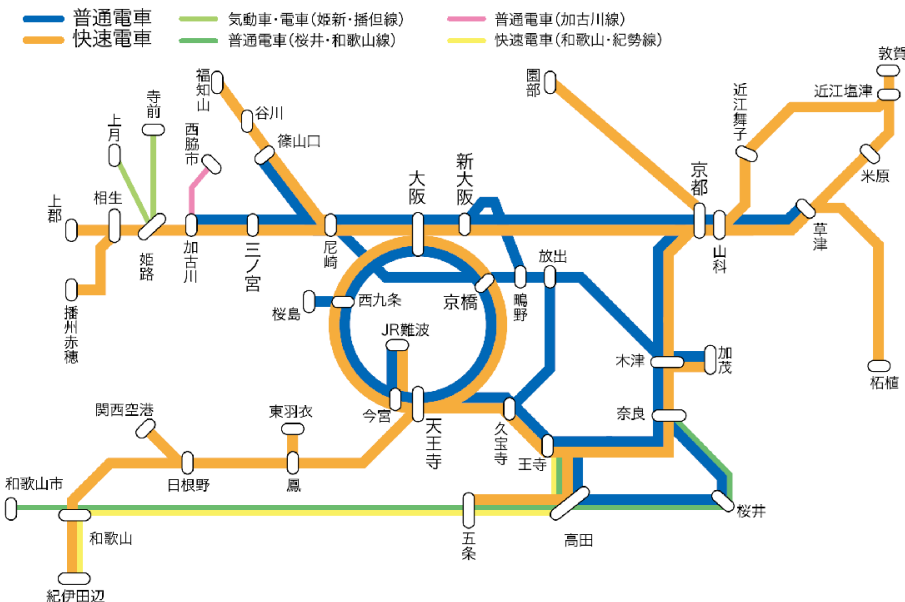 普通電車
気動車・電車(姫新・播但線)
普通電車(加古川線)
快速電車
普通電車(桜井・和歌山線)
快速電車(和歌山・紀勢線)
敦賀
福知山
園部
近江舞子
近江塩津
寺前
谷川
上月
西脇市
篠山口
大阪
新大阪
京都
米原
相生
上郡
姫路
加古川
三ノ宮
尼崎
山科
草津
放出
京橋
鴫野
播州赤穂
桜島
西九条
JR難波
木津
加茂
柘植
関西空港
東羽衣
今宮
天王寺
久宝寺
奈良
王寺
和歌山市
日根野
鳳
和歌山
五条
高田
桜井
紀伊田辺